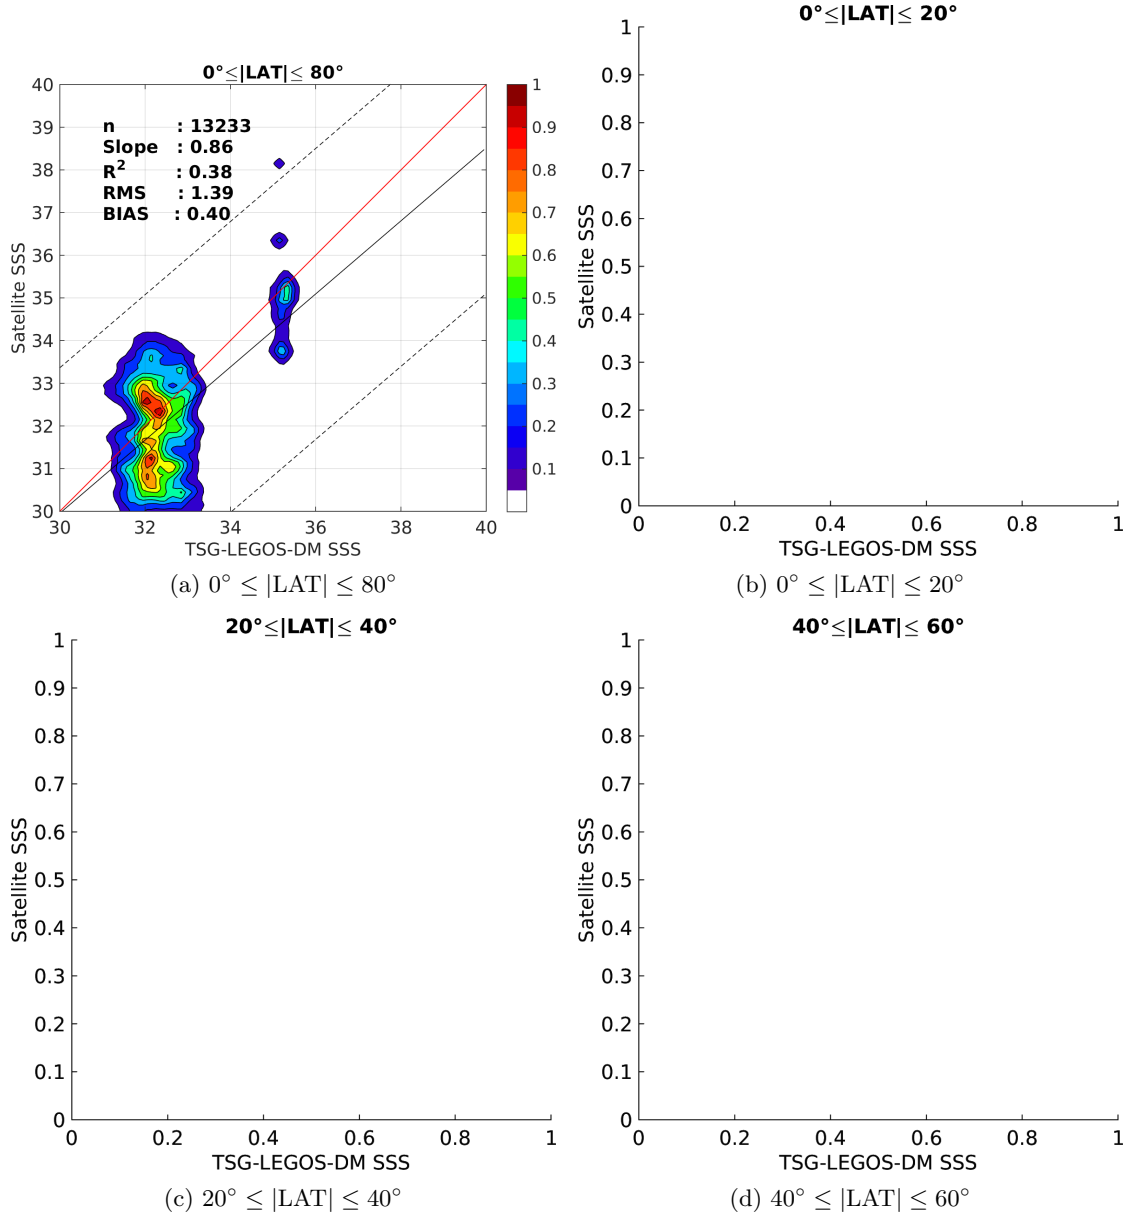 0°≤|LAT|≤ 80°
40
39
38
37
36
35
34
33
32
31
30
30 32 34 36 38 40
Satellite SSS
TSG-LEGOS-DM SSS
n : 13233
Slope : 0.86
R² : 0.38
RMS : 1.39
BIAS : 0.40
1
0.9
0.8
0.7
0.6
0.5
0.4
0.3
0.2
0.1
(a) 0° ≤ |LAT| ≤ 80°
0°≤|LAT|≤ 20°
1
0.9
0.8
0.7
0.6
0.5
0.4
0.3
0.2
0.1
0
0 0.2 0.4 0.6 0.8 1
Satellite SSS
TSG-LEGOS-DM SSS
(b) 0° ≤ |LAT| ≤ 20°
20°≤|LAT|≤ 40°
1
0.9
0.8
0.7
0.6
0.5
0.4
0.3
0.2
0.1
0
0 0.2 0.4 0.6 0.8 1
Satellite SSS
TSG-LEGOS-DM SSS
(c) 20° ≤ |LAT| ≤ 40°
40°≤|LAT|≤ 60°
1
0.9
0.8
0.7
0.6
0.5
0.4
0.3
0.2
0.1
0
0 0.2 0.4 0.6 0.8 1
Satellite SSS
TSG-LEGOS-DM SSS
(d) 40° ≤ |LAT| ≤ 60°